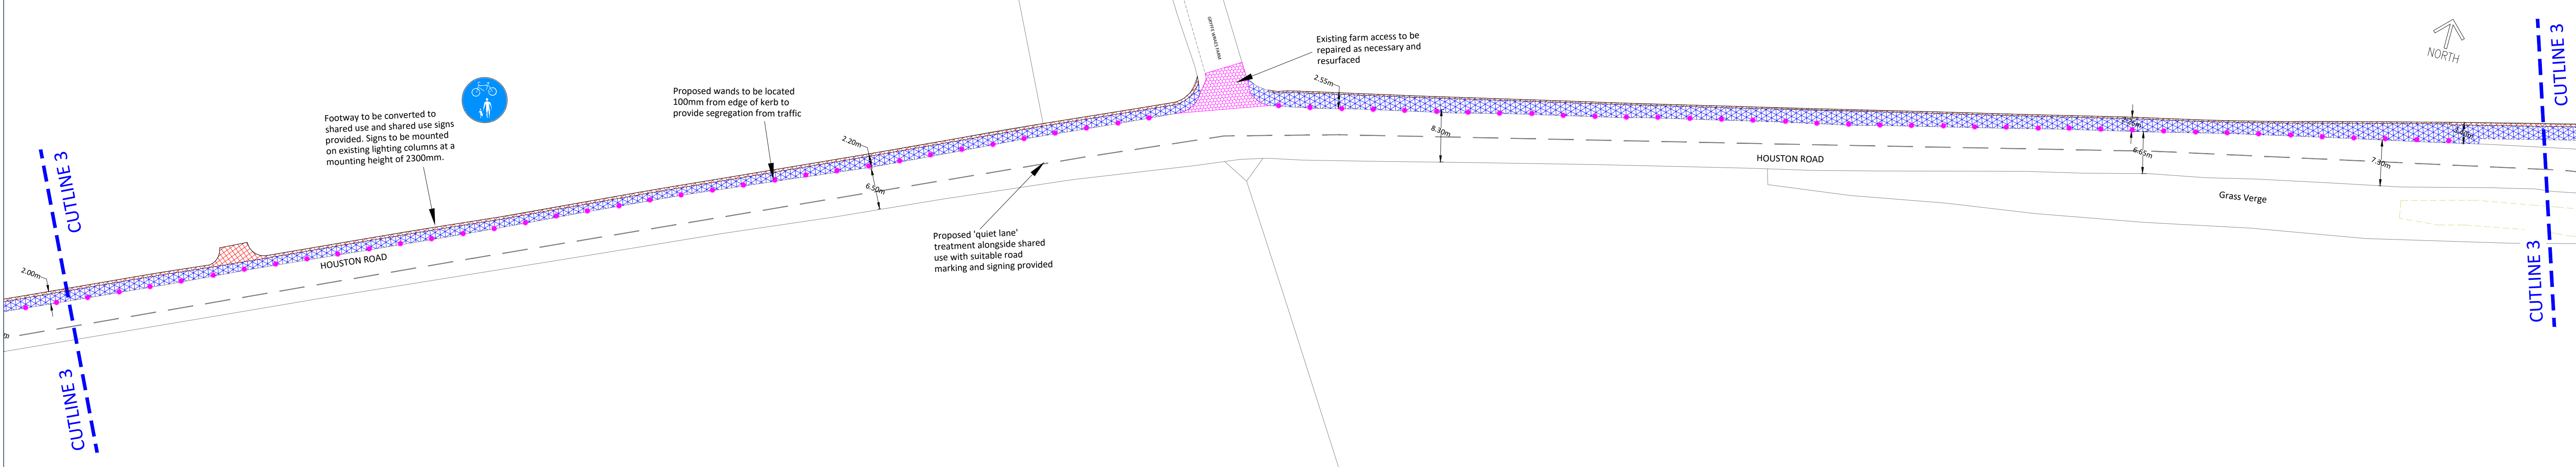 CUTLINE 3
CUTLINE 3
2.00m
Footway to be converted to
shared use and shared use signs
provided. Signs to be mounted
on existing lighting columns at a
mounting height of 2300mm.
HOUSTON ROAD
Proposed wands to be located
100mm from edge of kerb to
provide segregation from traffic
2.20m
6.50m
Proposed 'quiet lane'
treatment alongside shared
use with suitable road
marking and signing provided
Existing farm access to be
repaired as necessary and
resurfaced
2.55m
8.30m
HOUSTON ROAD
6.65m
7.30m
Grass Verge
NORTH
CUTLINE 3
CUTLINE 3